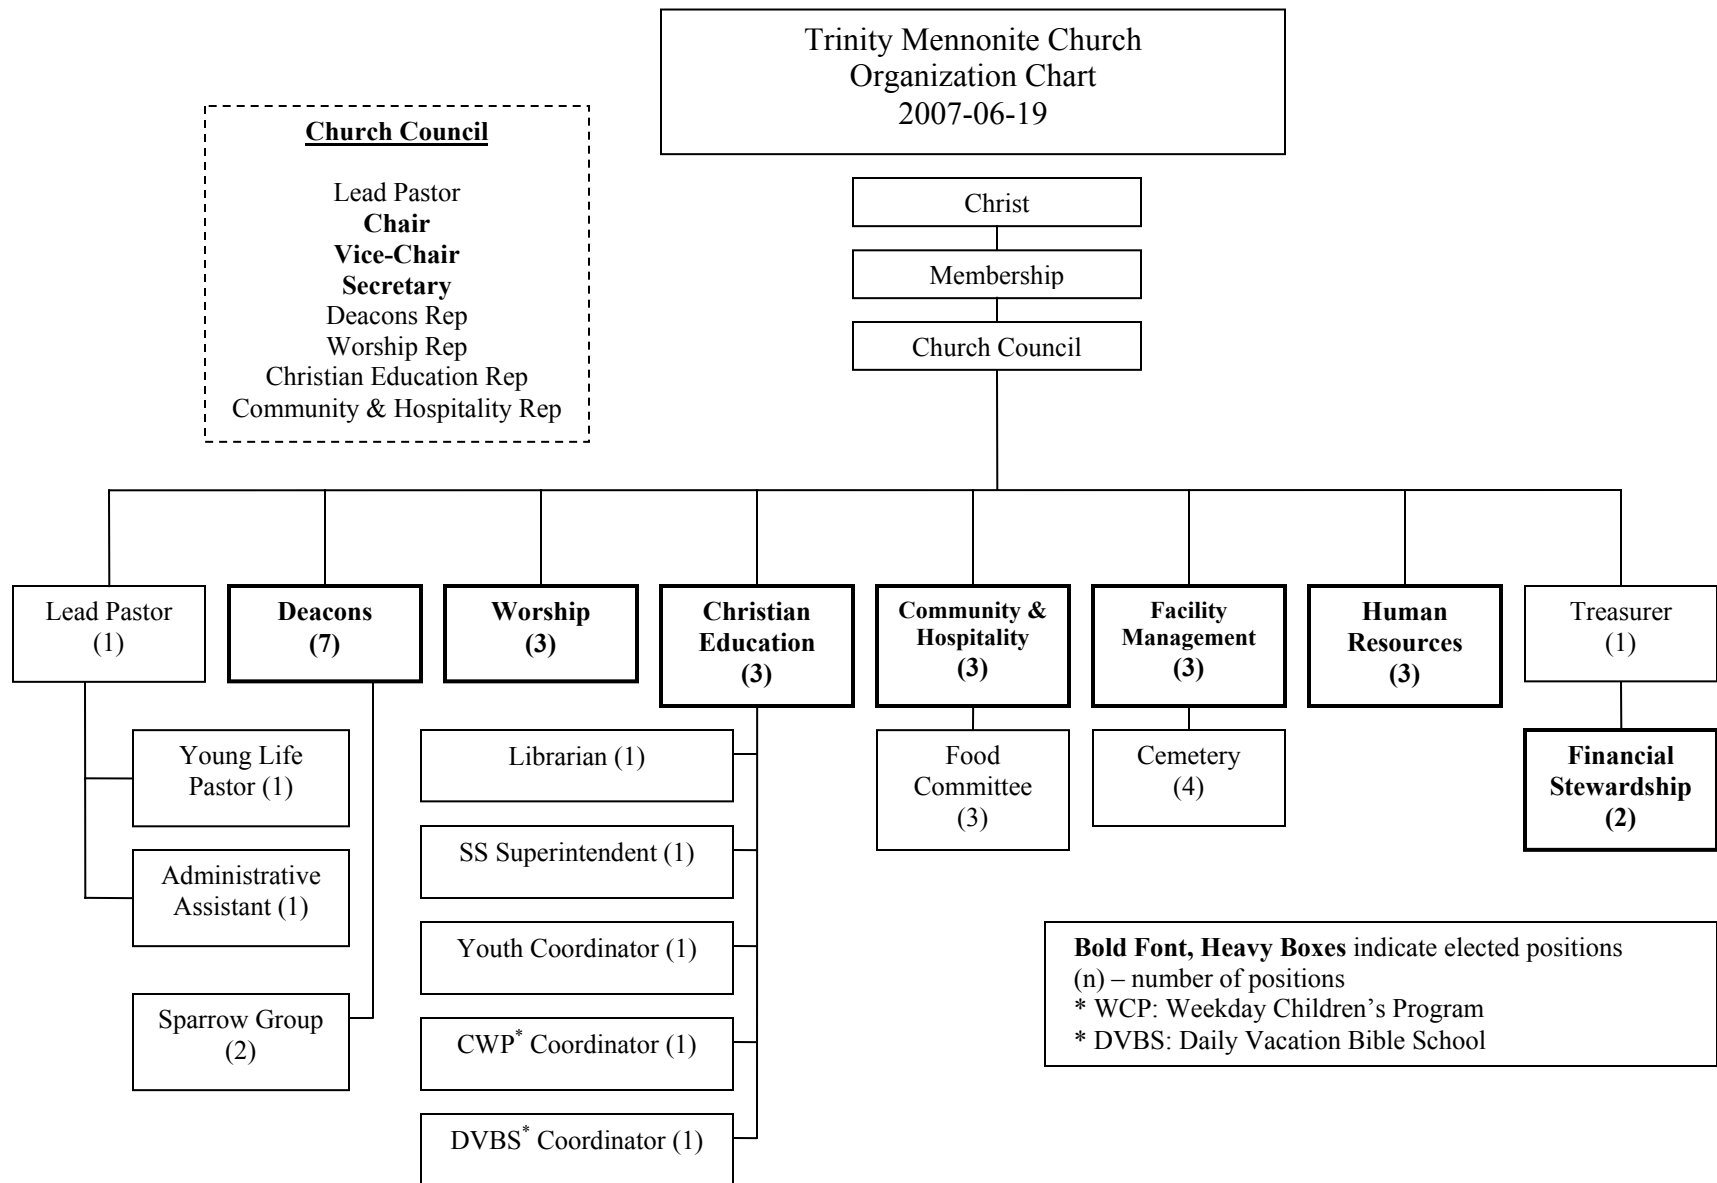 Trinity Mennonite Church
Organization Chart
2007-06-19
Church Council
Lead Pastor
Chair
Vice-Chair
Secretary
Deacons Rep
Worship Rep
Christian Education Rep
Community & Hospitality Rep
Christ
Membership
Church Council
Lead Pastor
(1)
Deacons
(7)
Worship
(3)
Christian
Education
(3)
Community &
Hospitality
(3)
Facility
Management
(3)
Human
Resources
(3)
Treasurer
(1)
Young Life
Pastor (1)
Administrative
Assistant (1)
Sparrow Group
(2)
Librarian (1)
SS Superintendent (1)
Youth Coordinator (1)
CWP* Coordinator (1)
DVBS* Coordinator (1)
Food
Committee
(3)
Cemetery
(4)
Financial
Stewardship
(2)
Bold Font, Heavy Boxes indicate elected positions
(n) – number of positions
* WCP: Weekday Children’s Program
* DVBS: Daily Vacation Bible School